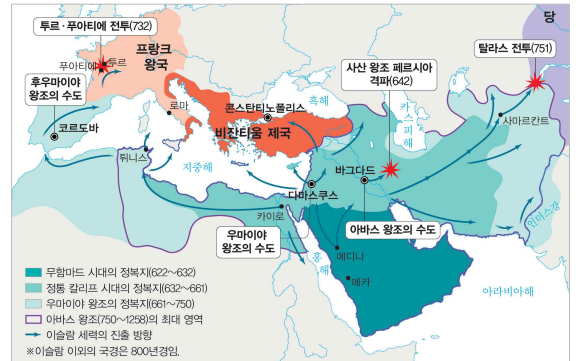 투르·푸아티에 전투(732)
당
프랑크
왕국
탈라스 전투(751)
푸아티에
투르
후우마이야
왕조의 수도
사산 왕조 페르시아
격파(642)
흑해
로마
콘스탄티노폴리스
카스피해
비잔티움 제국
코르도바
사마르칸트
튀니스
지중해
바그다드
다마스쿠스
카이로
우마이야
왕조의 수도
아바스 왕조의 수도
인더스강
홍해
메디나
메카
아라비아해
무함마드 시대의 정복지(622~632)
정통 칼리프 시대의 정복지(632~661)
우마이야 왕조의 정복지(661~750)
아바스 왕조(750~1258)의 최대 영역
이슬람 세력의 진출 방향
※이슬람 이외의 국경은 800년경임.